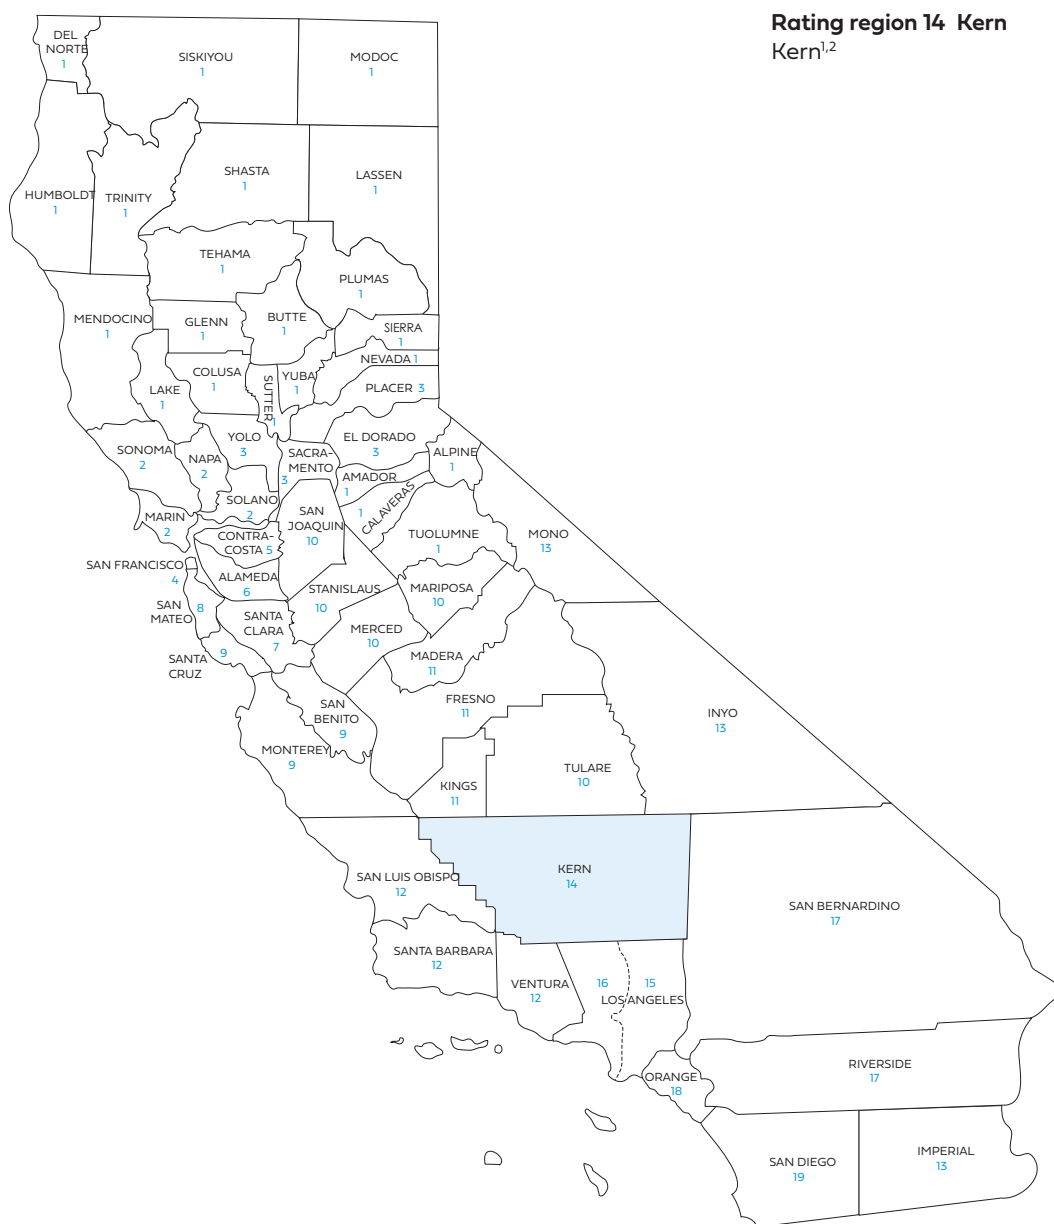 Rating region 14 Kern
Kern1,2
DEL
NORTE
1
SISKIYOU
1
MODOC
1
HUMBOLDT
1
TRINITY
1
SHASTA
1
LASSEN
1
TEHAMA
1
PLUMAS
1
MENDOCINO
1
GLENN
1
BUTTE
1
SIERRA
1
NEVADA 1
COLUSA
1
SUTTER
1
YUBA
1
PLACER 3
LAKE
1
SONOMA
2
NAPA
2
YOLO
3
SACRA-
MENTO
3
EL DORADO
3
ALPINE
1
AMADOR
1
CALAVERAS
1
SOLANO
2
MARIN
2
SAN
JOAQUIN
10
TUOLUMNE
1
MONO
13
CONTRA-
COSTA 5
SAN FRANCISCO
4
ALAMEDA
6
STANISLAUS
10
MARIPOSA
10
SAN
MATEO
8
SANTA
CLARA
7
MERCED
10
SANTA
CRUZ
9
MADERA
11
FRESNO
11
SAN
BENITO
9
INYO
13
MONTEREY
9
TULARE
10
KINGS
11
SAN LUIS OBISPO
12
KERN
14
SAN BERNARDINO
17
SANTA BARBARA
12
VENTURA
12
16
15
LOS ANGELES
RIVERSIDE
17
ORANGE
18
SAN DIEGO
19
IMPERIAL
13